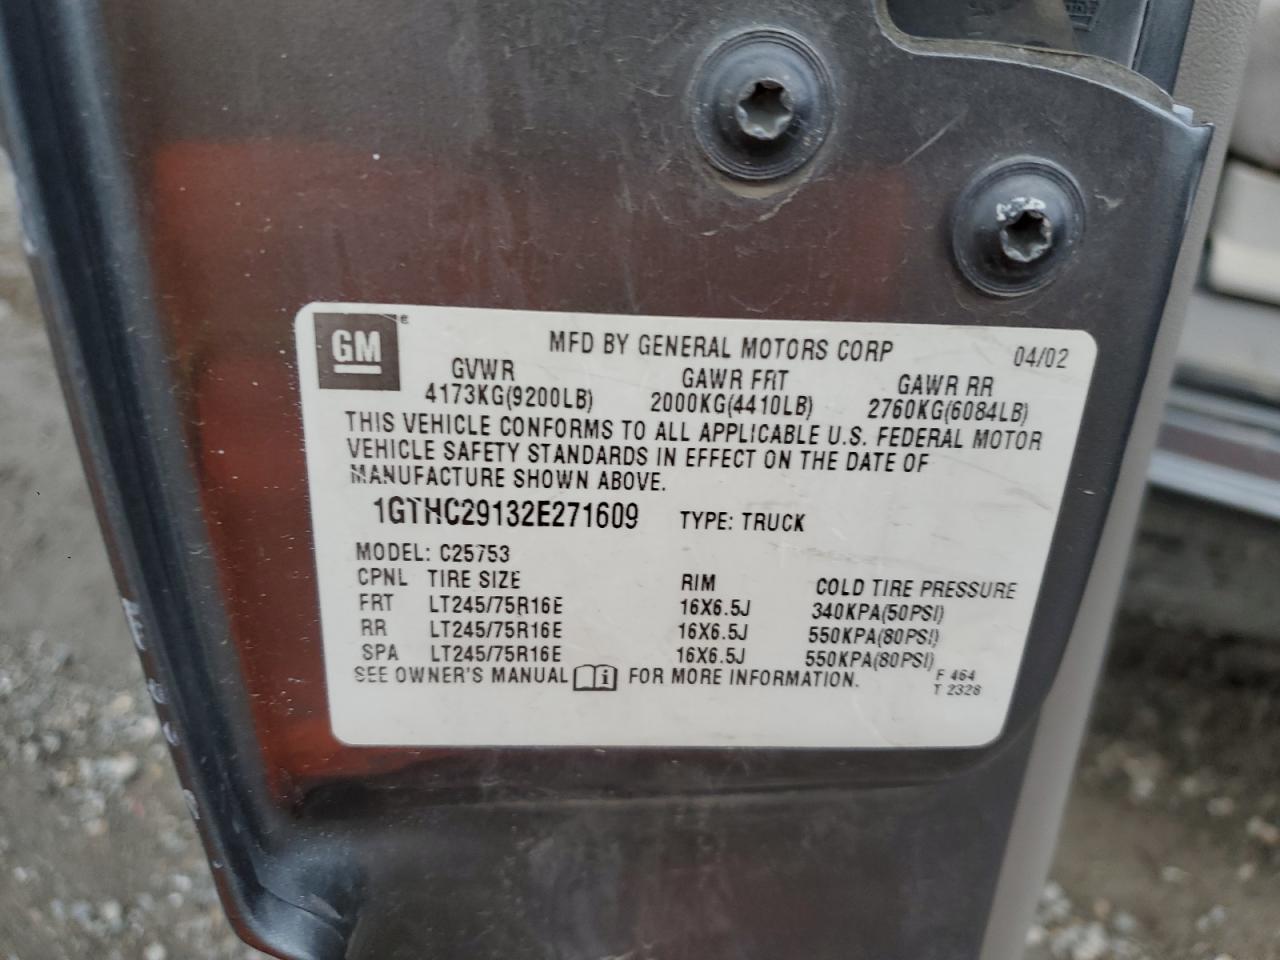 GM
MFD BY GENERAL MOTORS CORP 04/02
GVWR GAWR FRT GAWR RR
4173KG(9200LB) 2000KG(4410LB) 2760KG(6084LB)
THIS VEHICLE CONFORMS TO ALL APPLICABLE U.S. FEDERAL MOTOR
VEHICLE SAFETY STANDARDS IN EFFECT ON THE DATE OF
MANUFACTURE SHOWN ABOVE.
1GTHC29132E271609 TYPE: TRUCK
MODEL: C25753
CPNL TIRE SIZE RIM COLD TIRE PRESSURE
FRT LT245/75R16E 16X6.5J 340KPA(50PSI)
RR LT245/75R16E 16X6.5J 550KPA(80PSI)
SPA LT245/75R16E 16X6.5J 550KPA(80PSI)
SEE OWNER'S MANUAL i FOR MORE INFORMATION.
F 464
T 2328